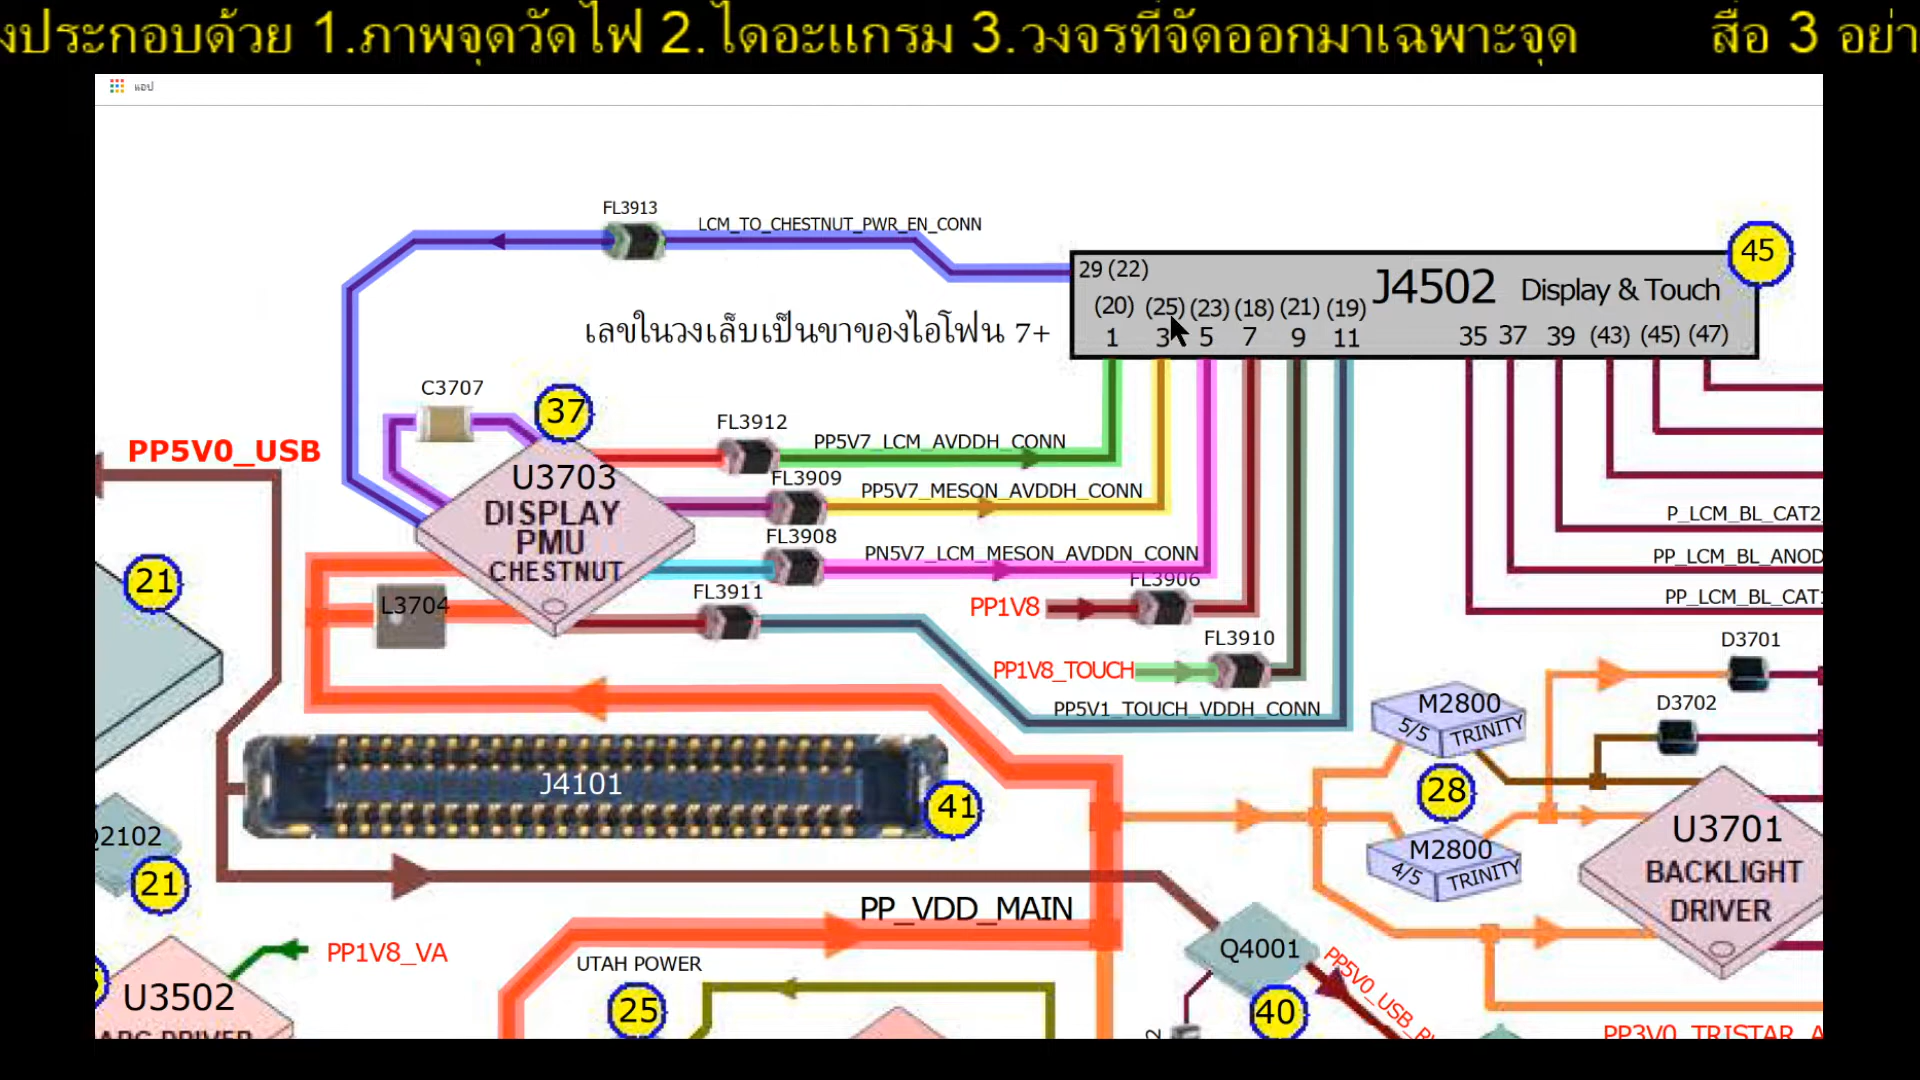 งประกอบด้วย 1.ภาพจุดวัดไฟ 2.ไดอะแกรม 3.วงจรที่จัดออกมาเฉพาะจุด สื่อ 3 อย่า
แอป
FL3913
LCM_TO_CHESTNUT_PWR_EN_CONN
45
29 (22)
J4502 Display & Touch
(20) (25) (23) (18) (21) (19)
1 3 5 7 9 11 35 37 39 (43) (45) (47)
เลขในวงเล็บเป็นขาของไอโฟน 7+
C3707
37
FL3912
PP5V7_LCM_AVDDH_CONN
PP5V0_USB
U3703
DISPLAY
PMU
CHESTNUT
FL3909
PP5V7_MESON_AVDDH_CONN
P_LCM_BL_CAT2
FL3908
PN5V7_LCM_MESON_AVDDN_CONN
PP_LCM_BL_ANOD
21
FL3906
L3704
FL3911
PP1V8
PP_LCM_BL_CAT
FL3910
D3701
PP1V8_TOUCH
PP5V1_TOUCH_VDDH_CONN
M2800
5/5 TRINITY
D3702
J4101
41
28
2102
U3701
BACKLIGHT
DRIVER
M2800
4/5 TRINITY
21
PP_VDD_MAIN
PP1V8_VA
UTAH POWER
Q4001
PP5V0_USB_R
U3502
25
40
ARC DRIVER
PP3V0_TRISTAR_A